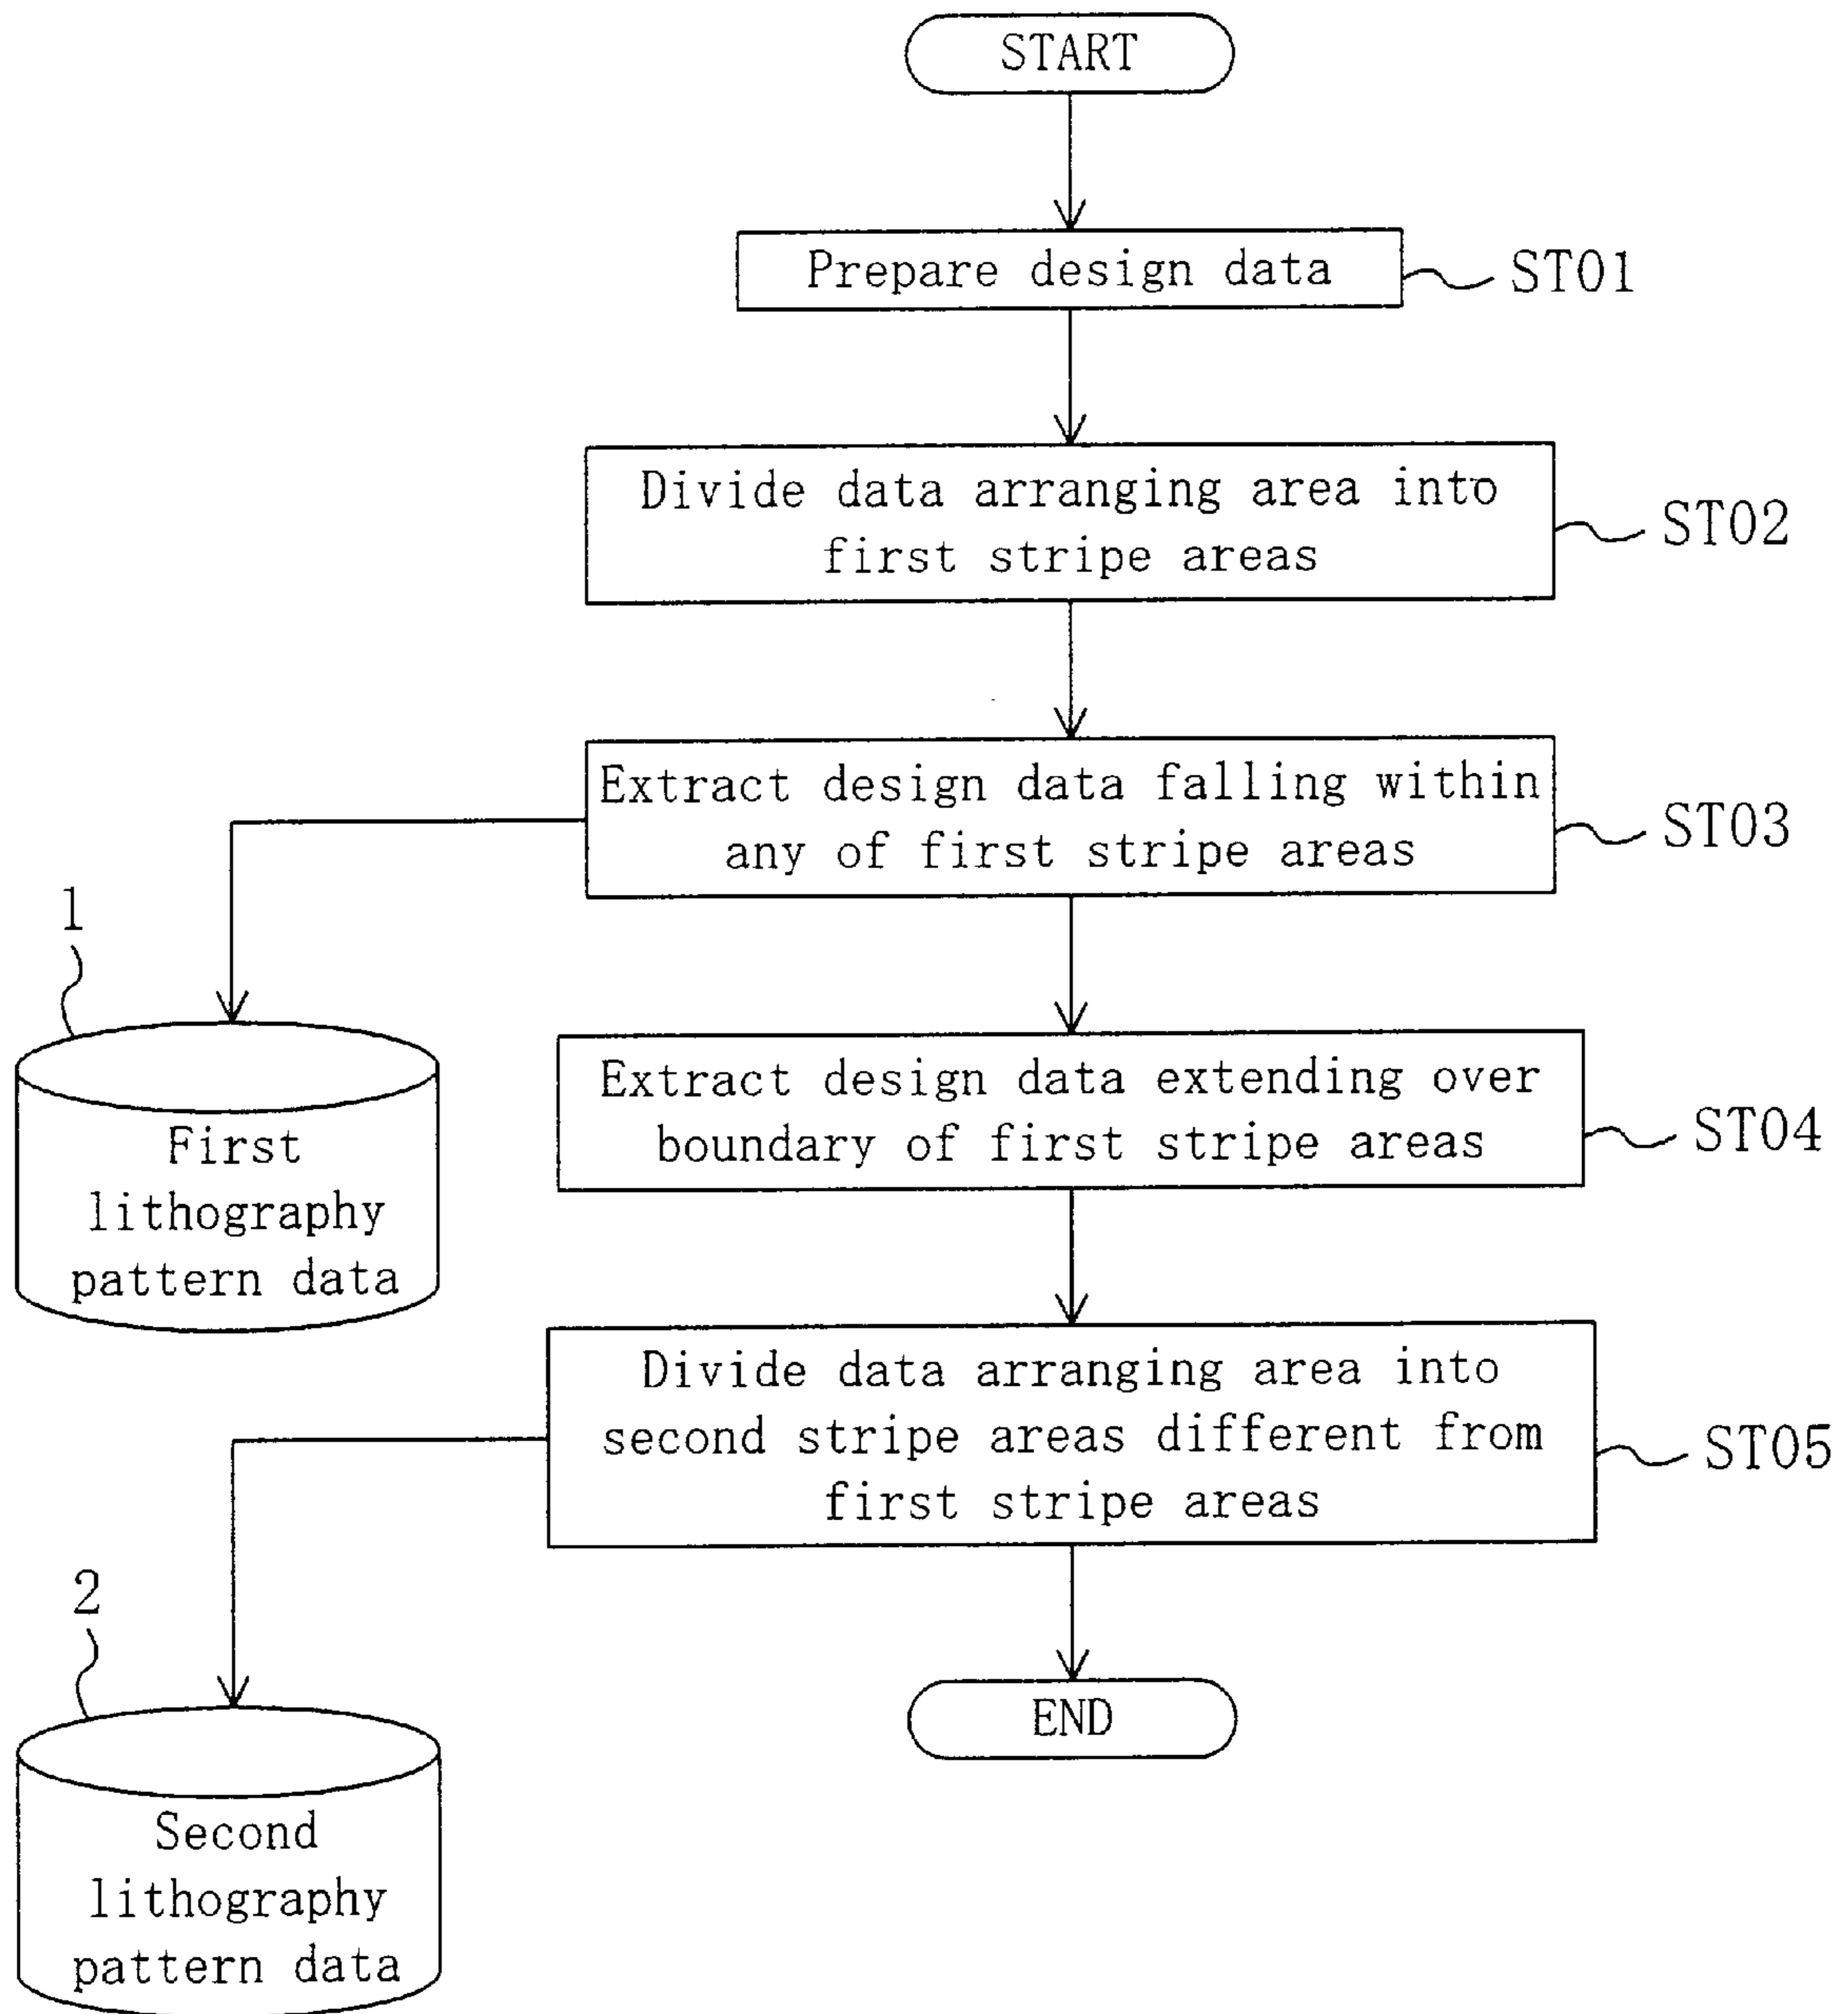 START
Prepare design data
ST01
Divide data arranging area into
first stripe areas
ST02
Extract design data falling within
any of first stripe areas
ST03
1
First
lithography
pattern data
Extract design data extending over
boundary of first stripe areas
ST04
Divide data arranging area into
second stripe areas different from
first stripe areas
ST05
2
Second
lithography
pattern data
END